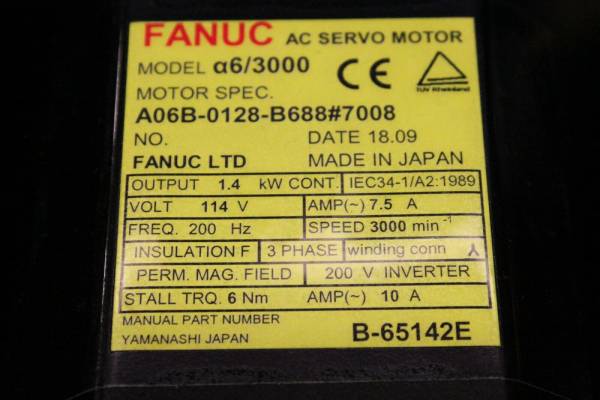 FANUC AC SERVO MOTOR
MODEL α6/3000
CE
TÜV Rheinland
MOTOR SPEC.
A06B-0128-B688#7008
NO. DATE 18.09
FANUC LTD MADE IN JAPAN
OUTPUT 1.4 kW CONT. IEC34-1/A2:1989
VOLT 114 V AMP(~) 7.5 A
FREQ. 200 Hz SPEED 3000 min⁻¹
INSULATION F 3 PHASE winding conn
PERM. MAG. FIELD 200 V INVERTER
STALL TRQ. 6 Nm AMP(~) 10 A
MANUAL PART NUMBER
YAMANASHI JAPAN B-65142E